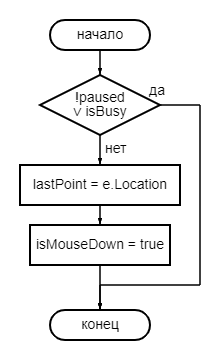 начало
!paused
∨ isBusy
да
нет
lastPoint = e.Location
isMouseDown = true
конец